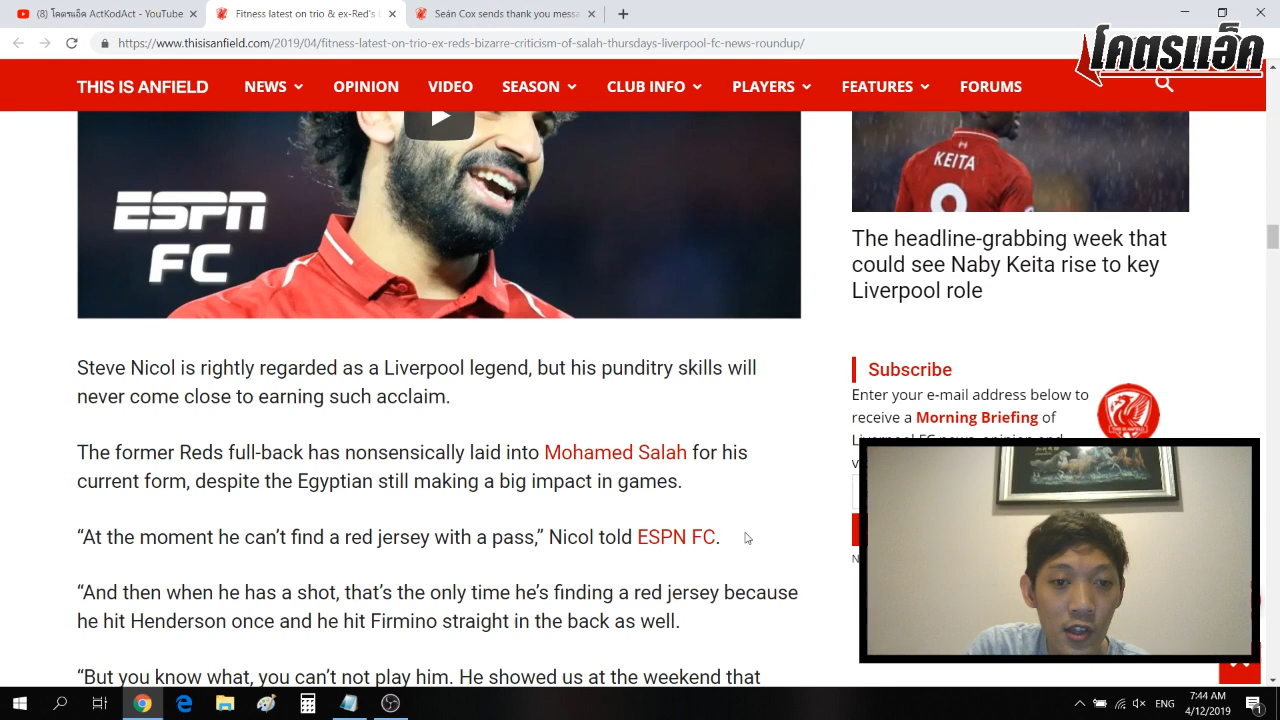 (8) โคตรแอ็ค ActKodAct - YouTube
Fitness latest on trio & ex-Red's
Seán Cox sends thank you messa
https://www.thisisanfield.com/2019/04/fitness-latest-on-trio-ex-reds-bizarre-criticism-of-salah-thursdays-liverpool-fc-news-roundup/
โคตรแอ็ค
THIS IS ANFIELD
NEWS
OPINION
VIDEO
SEASON
CLUB INFO
PLAYERS
FEATURES
FORUMS
ESPN
FC
KEITA
The headline-grabbing week that
could see Naby Keita rise to key
Liverpool role
Steve Nicol is rightly regarded as a Liverpool legend, but his punditry skills will
never come close to earning such acclaim.
The former Reds full-back has nonsensically laid into Mohamed Salah for his
current form, despite the Egyptian still making a big impact in games.
“At the moment he can’t find a red jersey with a pass,” Nicol told ESPN FC.
“And then when he has a shot, that’s the only time he’s finding a red jersey because
he hit Henderson once and he hit Firmino straight in the back as well.
“But you know what, you can’t not play him. He showed us at the weekend that
Subscribe
Enter your e-mail address below to
receive a Morning Briefing of
ENG
7:44 AM
4/12/2019